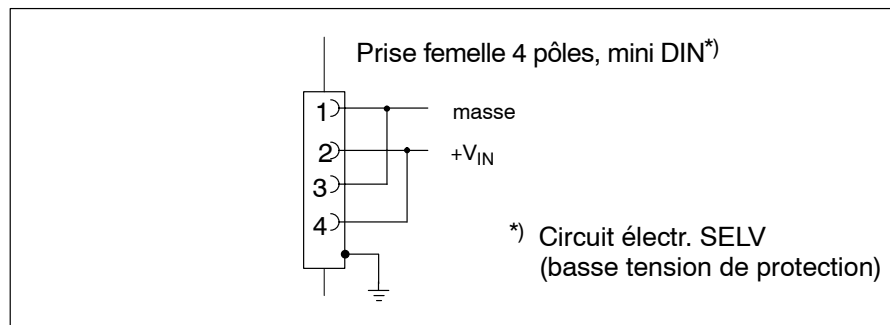 Prise femelle 4 pôles, mini DIN*)
1 masse
2 +VIN
3
4
*) Circuit électr. SELV
(basse tension de protection)